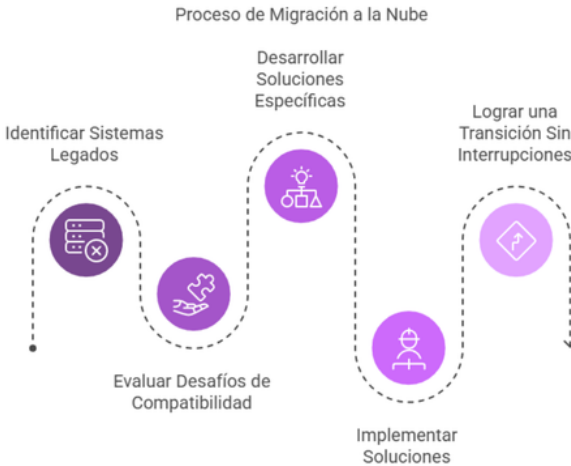 Proceso de Migración a la Nube
Identificar Sistemas
Legados
Evaluar Desafíos de
Compatibilidad
Desarrollar
Soluciones
Específicas
Implementar
Soluciones
Lograr una
Transición Sin
Interrupciones